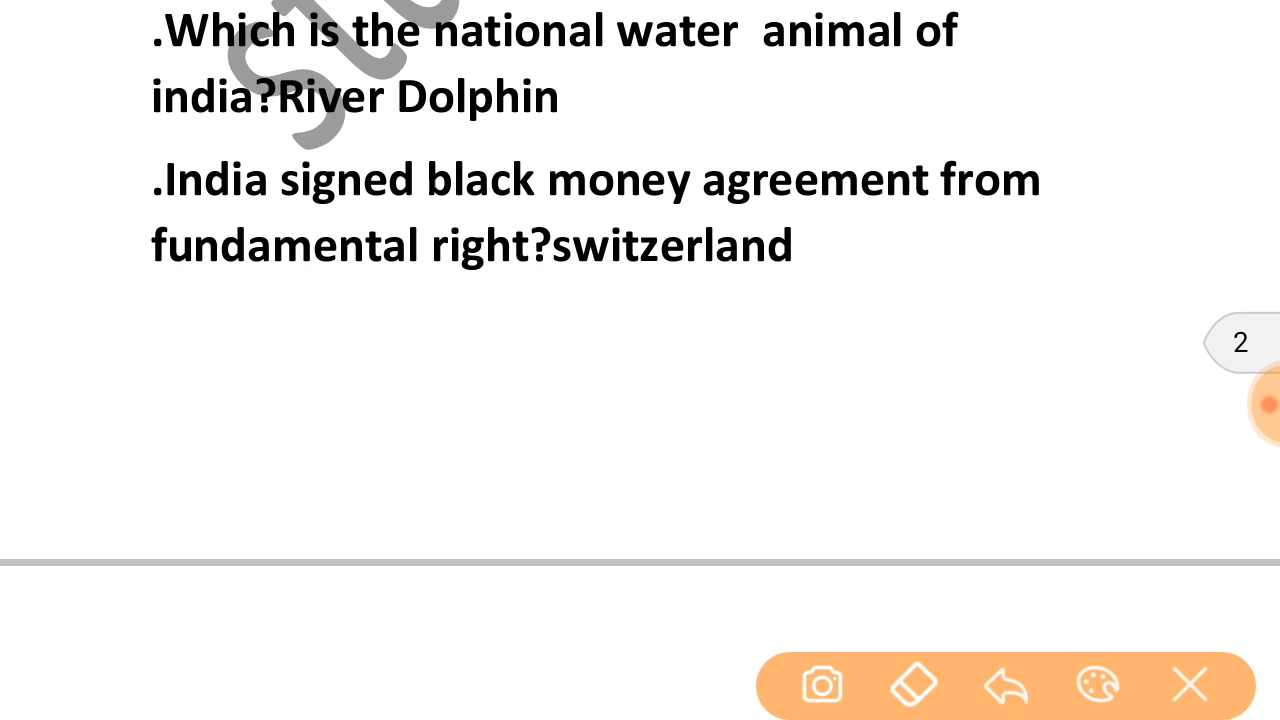 .Which is the national water  animal of
india?River Dolphin
.India signed black money agreement from
fundamental right?switzerland
2